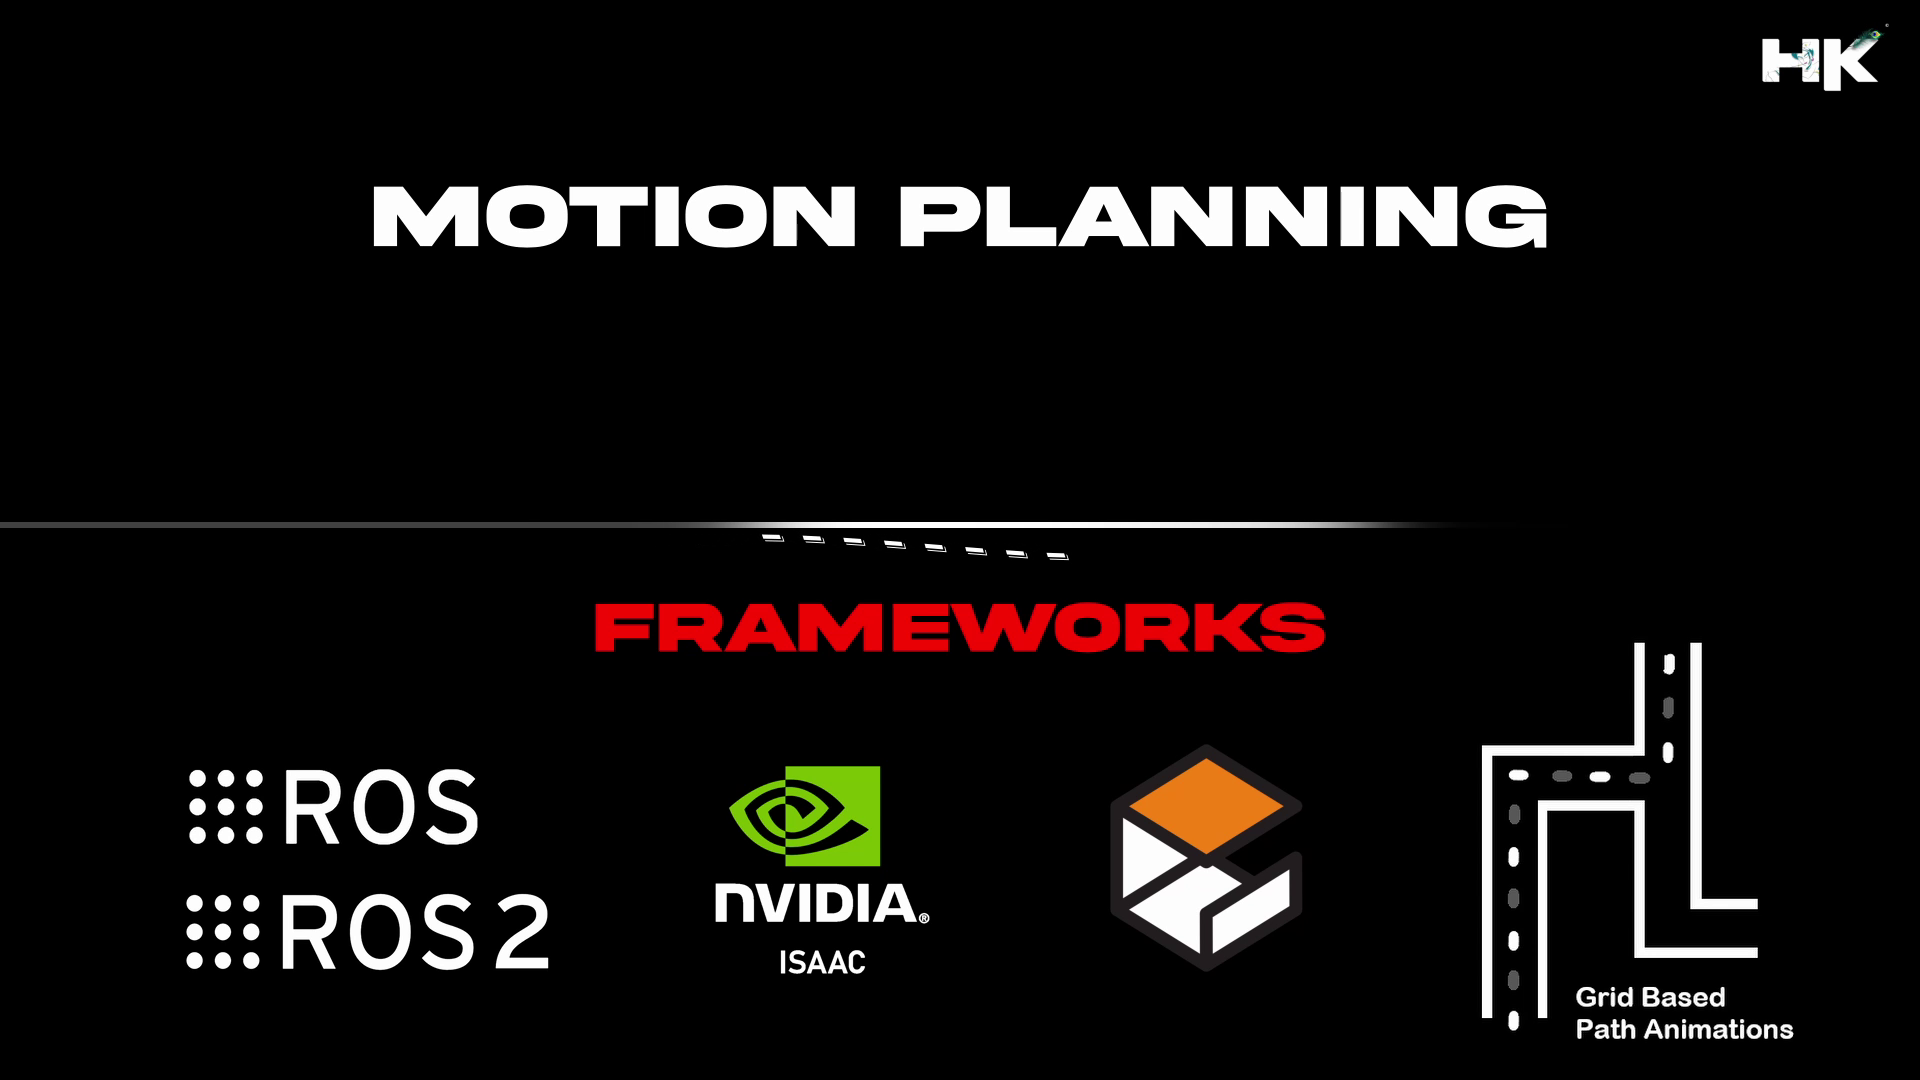 HK
MOTION PLANNING
FRAMEWORKS
ROS
ROS 2
NVIDIA®
ISAAC
Grid Based
Path Animations